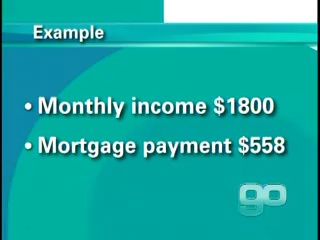 Example
• Monthly income $1800
• Mortgage payment $558
go